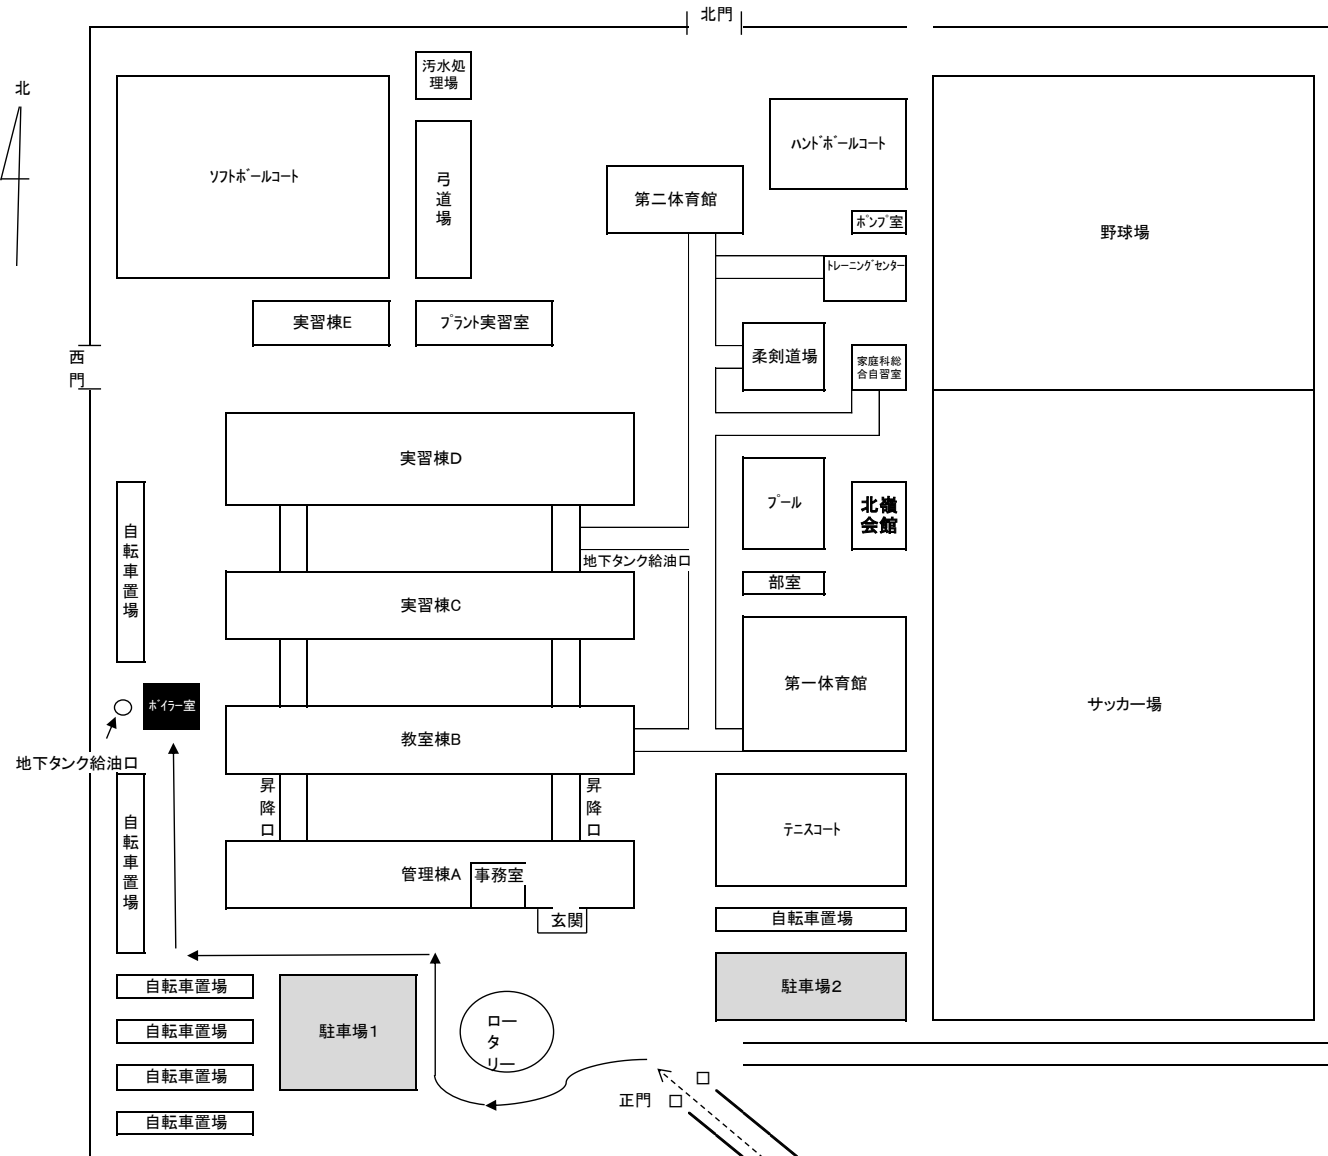 北門
北
汚水処
理場
ソフトボールコート
弓道場
ハンドボールコート
第二体育館
ポンプ室
トレーニングセンター
野球場
実習棟E
プラント実習室
西門
柔剣道場
家庭科総
合自習室
実習棟D
プール
北嶺
会館
自転車置場
地下タンク給油口
部室
実習棟C
第一体育館
サッカー場
ボイラー室
教室棟B
地下タンク給油口
昇降口
昇降口
自転車置場
テニスコート
管理棟A
事務室
玄関
自転車置場
駐車場2
自転車置場
自転車置場
自転車置場
自転車置場
駐車場1
ロー
タ
リー
正門